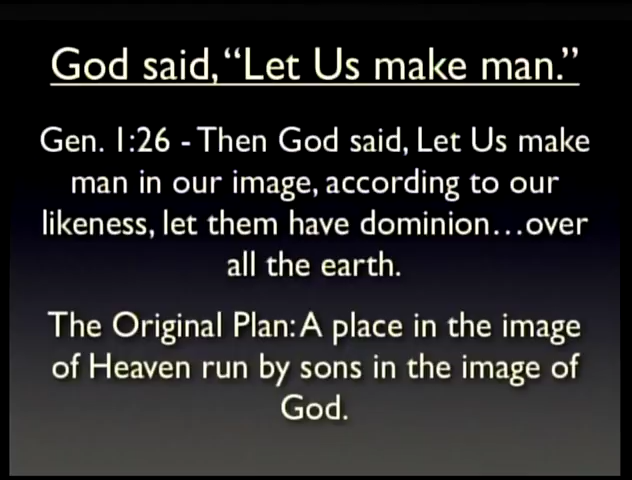 God said, “Let Us make man.”
Gen. 1:26 - Then God said, Let Us make
man in our image, according to our
likeness, let them have dominion…over
all the earth.
The Original Plan: A place in the image
of Heaven run by sons in the image of
God.